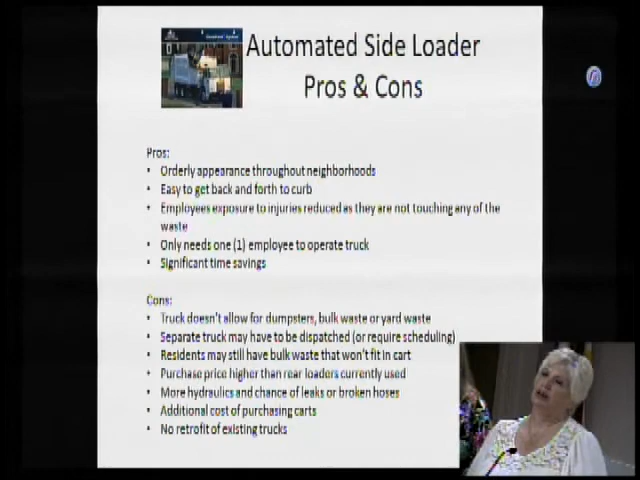 Automated Side Loader
Pros & Cons
Pros:
• Orderly appearance throughout neighborhoods
• Easy to get back and forth to curb
• Employees exposure to injuries reduced as they are not touching any of the
waste
• Only needs one (1) employee to operate truck
• Significant time savings
Cons:
• Truck doesn't allow for dumpsters, bulk waste or yard waste
• Separate truck may have to be dispatched (or require scheduling)
• Residents may still have bulk waste that won't fit in cart
• Purchase price higher than rear loaders currently used
• More hydraulics and chance of leaks or broken hoses
• Additional cost of purchasing carts
• No retrofit of existing trucks